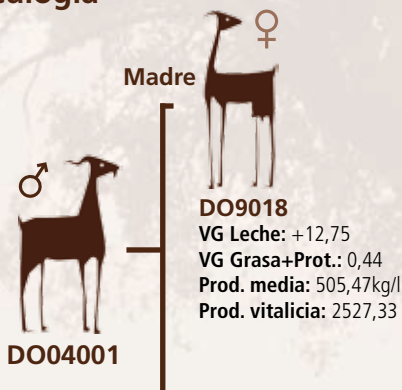 Madre
DO9018
VG Leche: +12,75
VG Grasa+Prot.: 0,44
Prod. media: 505,47kg/l
Prod. vitalicia: 2527,33
DO04001